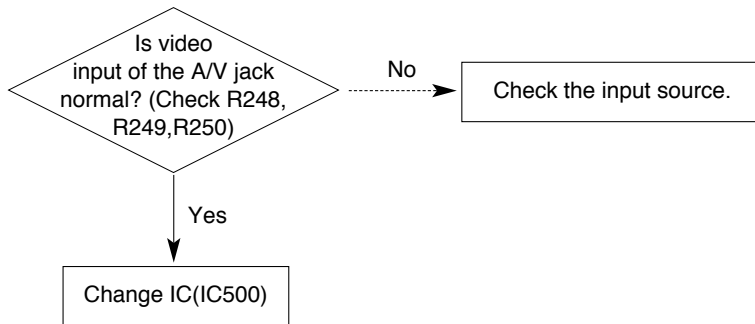 Is video
input of the A/V jack
normal? (Check R248,
R249,R250)
No
Check the input source.
Yes
Change IC(IC500)